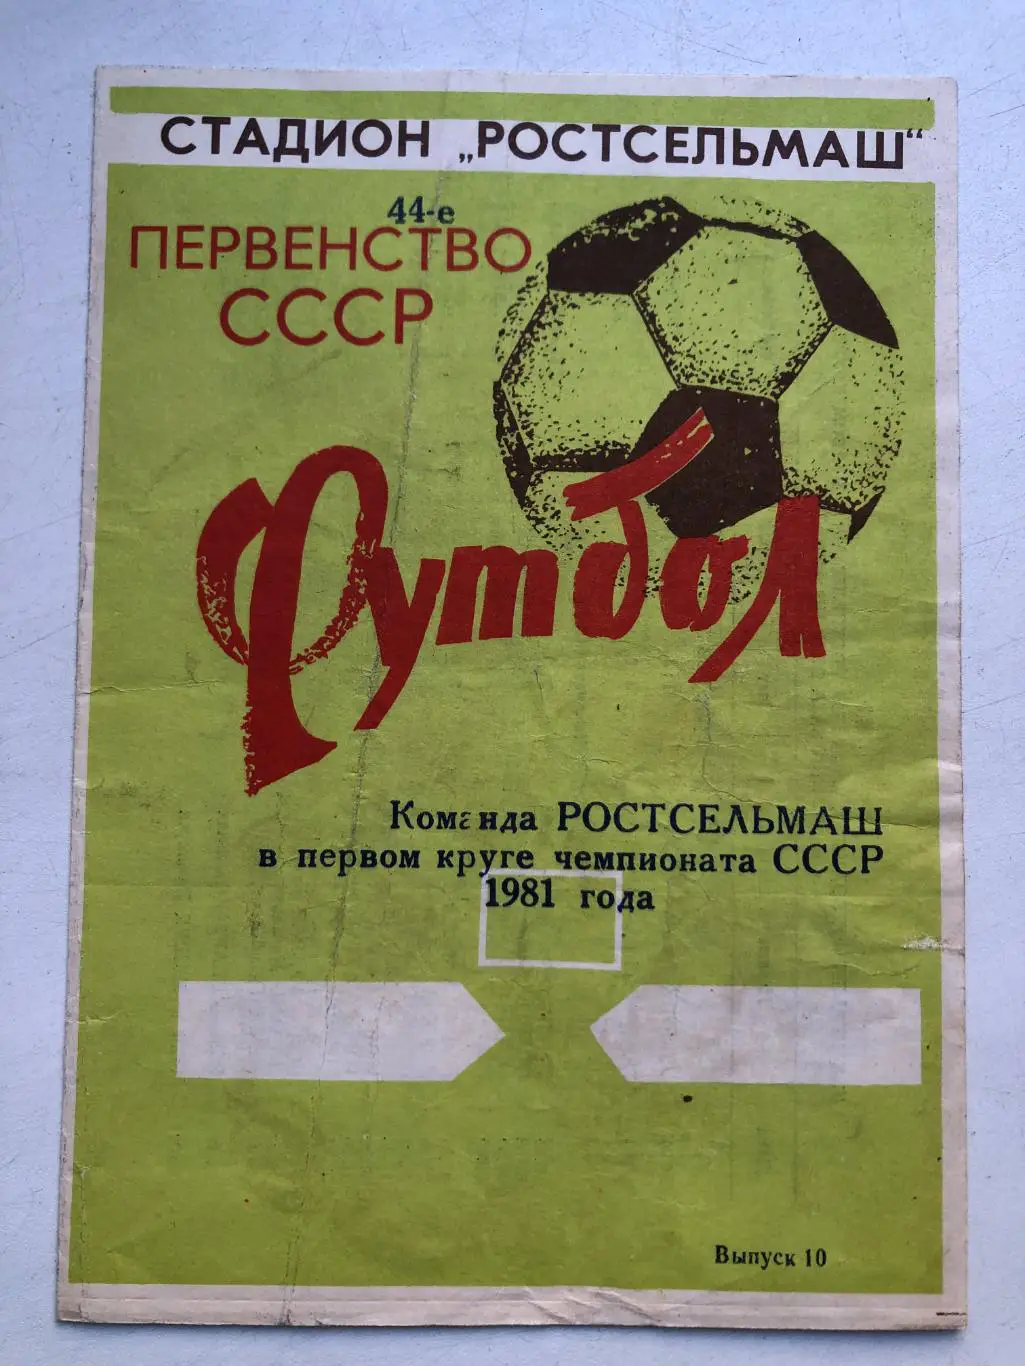 СТАДИОН „РОСТСЕЛЬМАШ“
44-е
ПЕРВЕНСТВО
СССР
Футбол
Команда РОСТСЕЛЬМАШ
в первом круге чемпионата СССР
1981 года
Выпуск 10